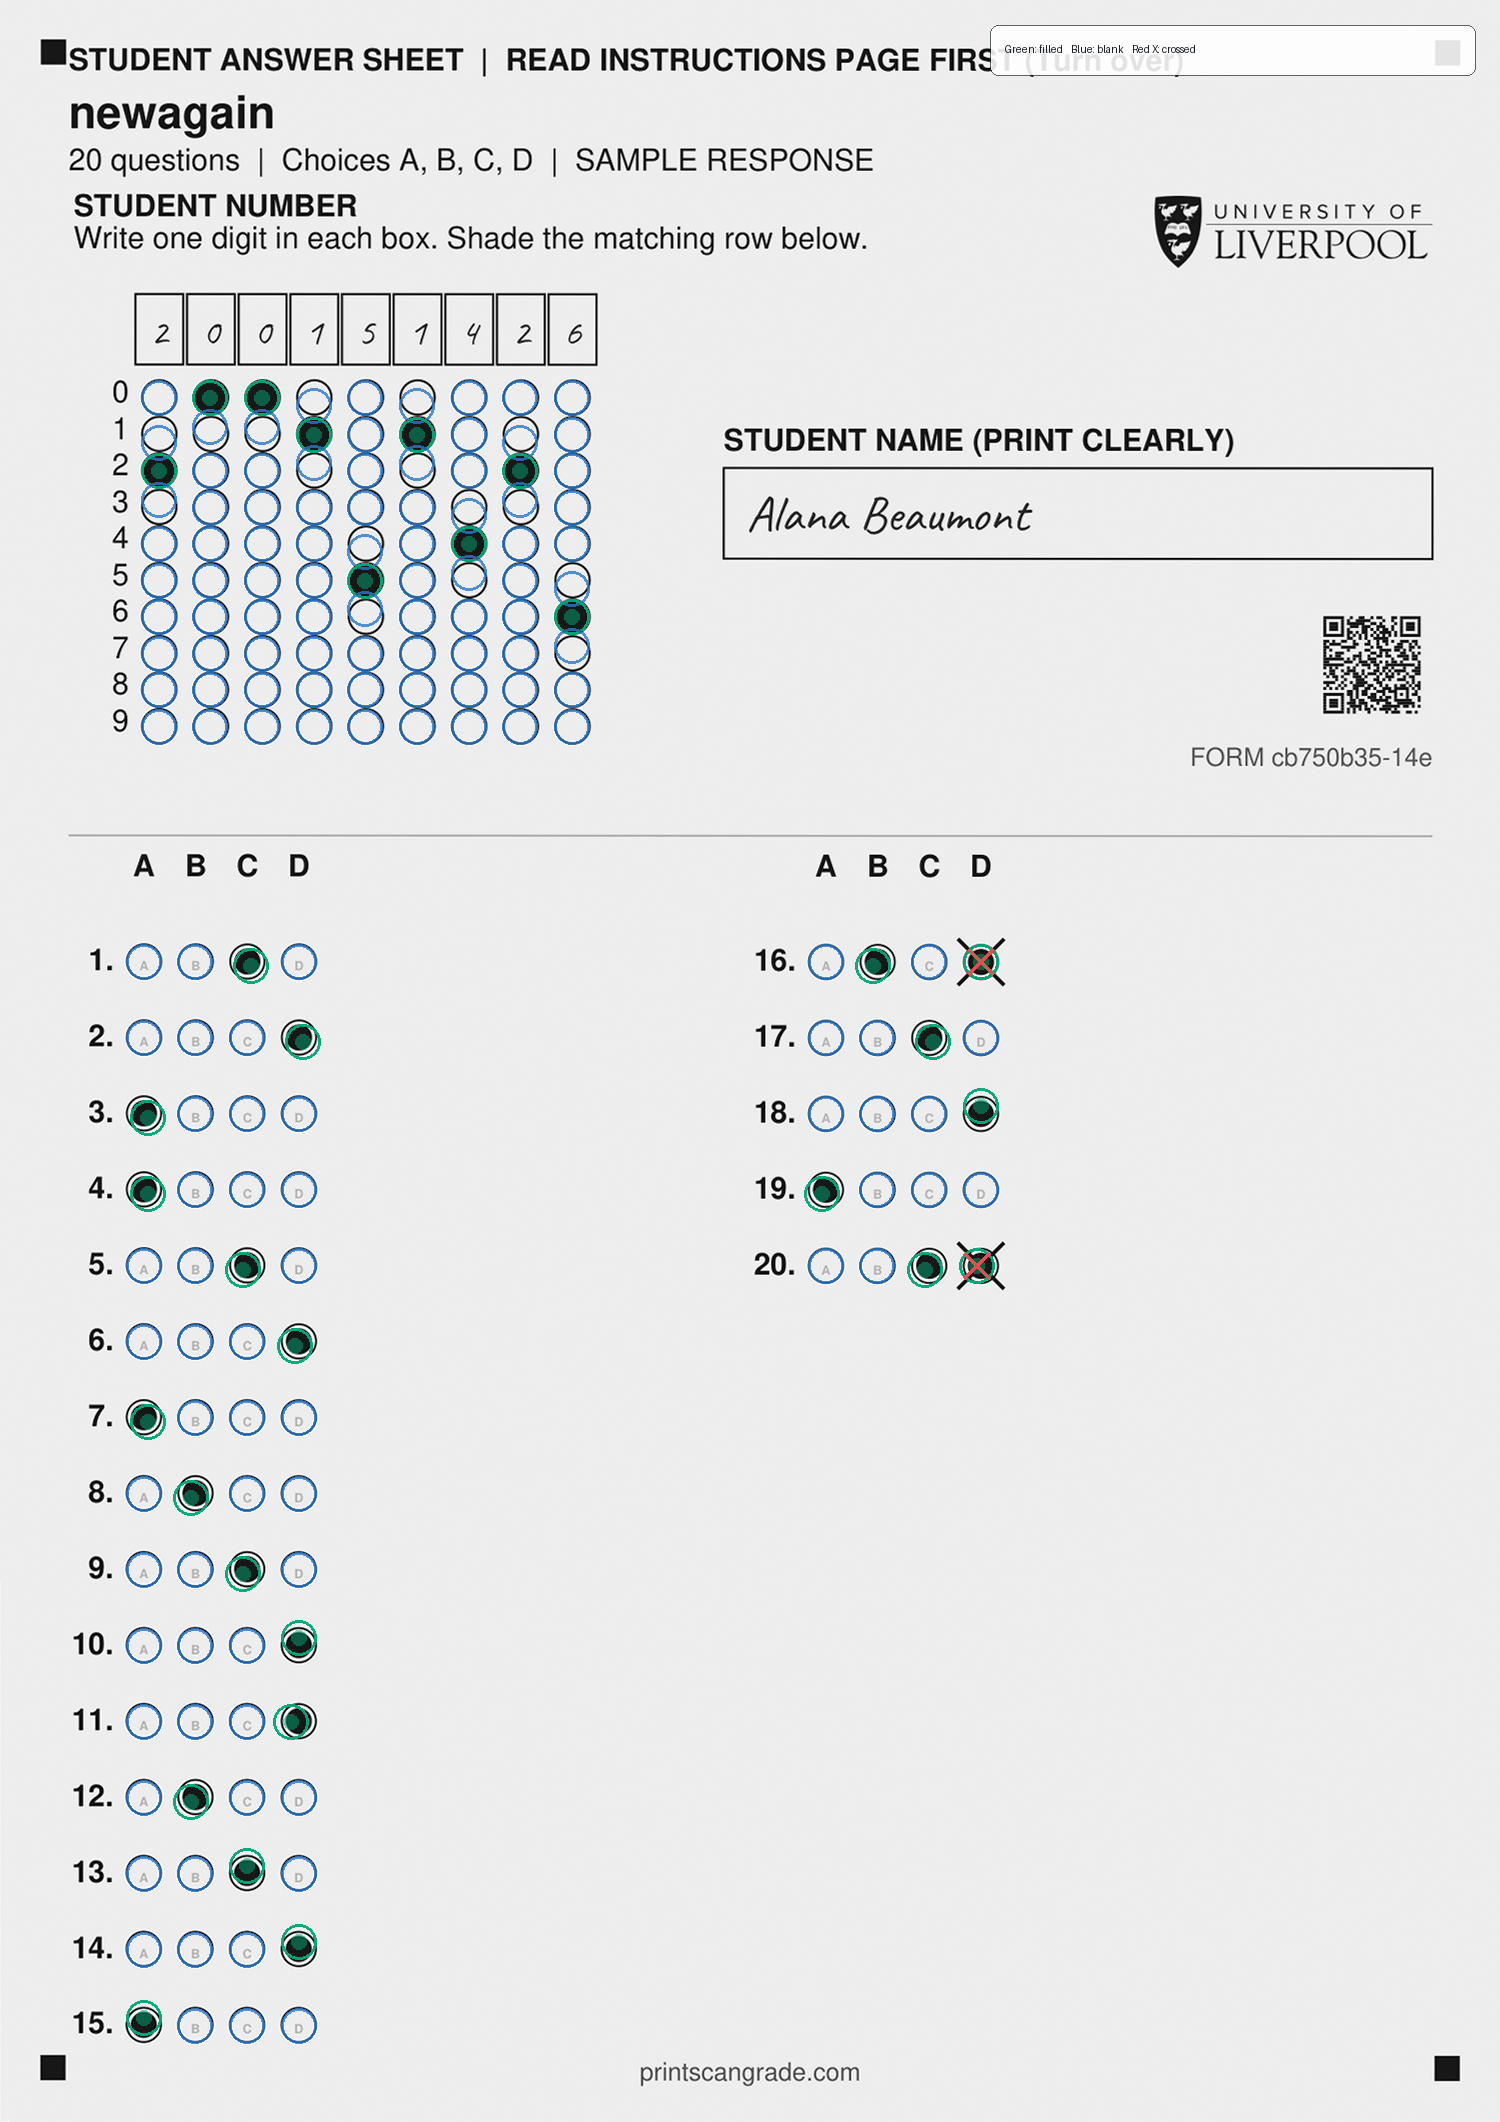 STUDENT ANSWER SHEET | READ INSTRUCTIONS PAGE FIRST (Turn over)
Green: filled Blue: blank Red X: crossed
newagain
20 questions | Choices A, B, C, D | SAMPLE RESPONSE
STUDENT NUMBER
Write one digit in each box. Shade the matching row below.
UNIVERSITY OF
LIVERPOOL
2 0 0 1 5 1 4 2 6
0
1
2
3
4
5
6
7
8
9
STUDENT NAME (PRINT CLEARLY)
Alana Beaumont
FORM cb750b35-14e
A B C D
1. A B D
2. A B C
3. B C D
4. B C D
5. A B D
6. A B C
7. B C D
8. A C D
9. A B D
10. A B C
11. A B C
12. A C D
13. A B D
14. A B C
15. B C D
A B C D
16. A C
17. A B D
18. A B C
19. B C D
20. A B
printscangrade.com